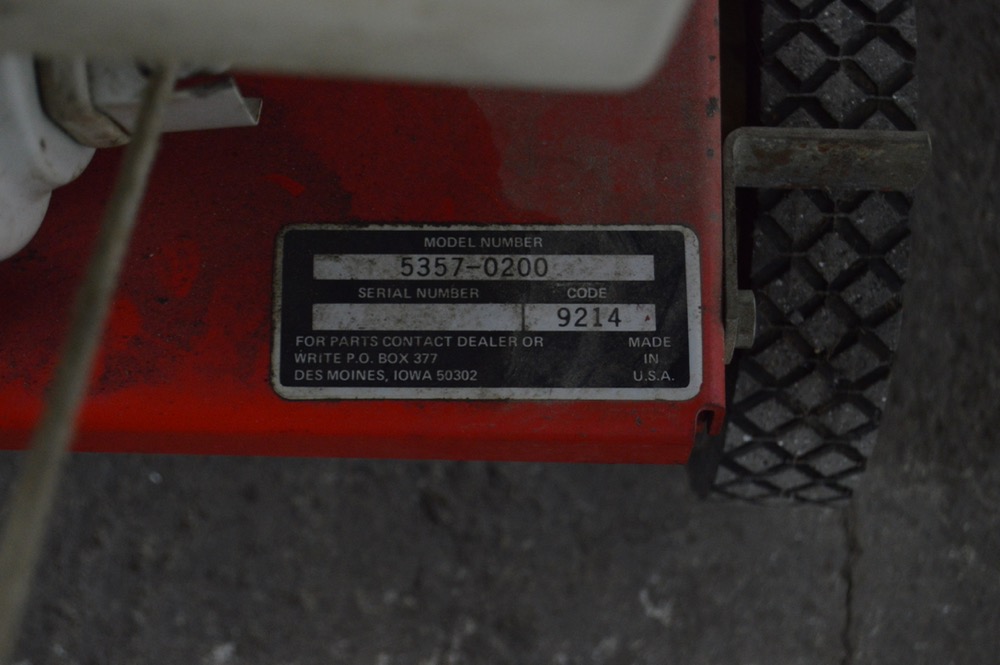 MODEL NUMBER
5357-0200
SERIAL NUMBER CODE
9214
FOR PARTS CONTACT DEALER OR
WRITE P.O. BOX 377
DES MOINES, IOWA 50302
MADE
IN
U.S.A.